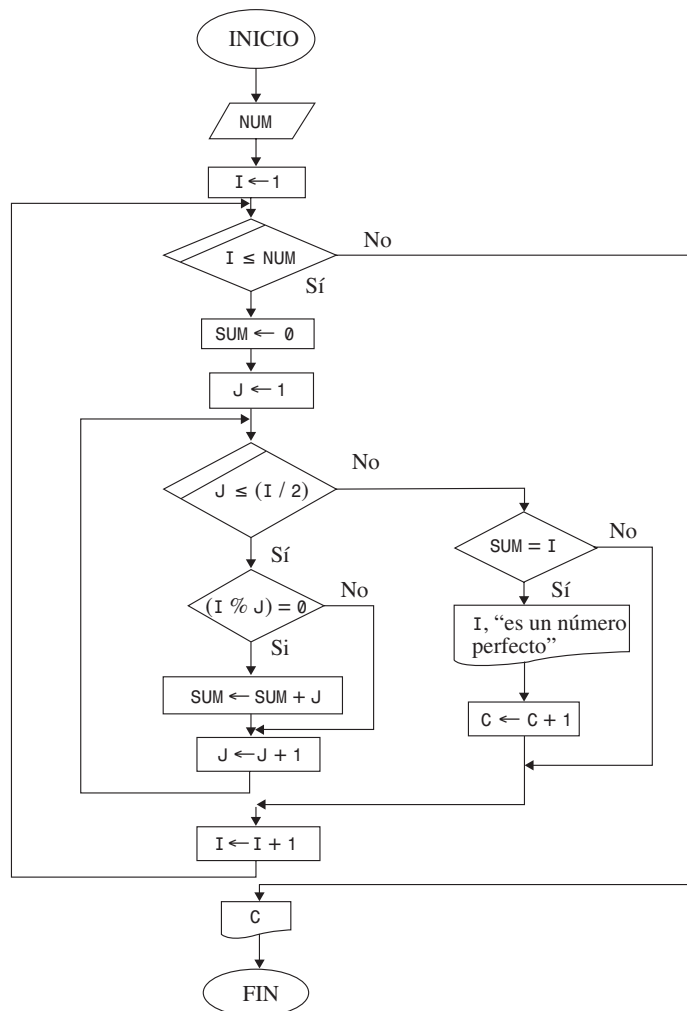 INICIO
NUM
I ← 1
I ≤ NUM
No
Sí
SUM ← 0
J ← 1
J ≤ (I / 2)
No
Sí
SUM = I
No
Sí
(I % J) = 0
No
Si
I, “es un número
perfecto”
SUM ← SUM + J
C ← C + 1
J ← J + 1
I ← I + 1
C
FIN